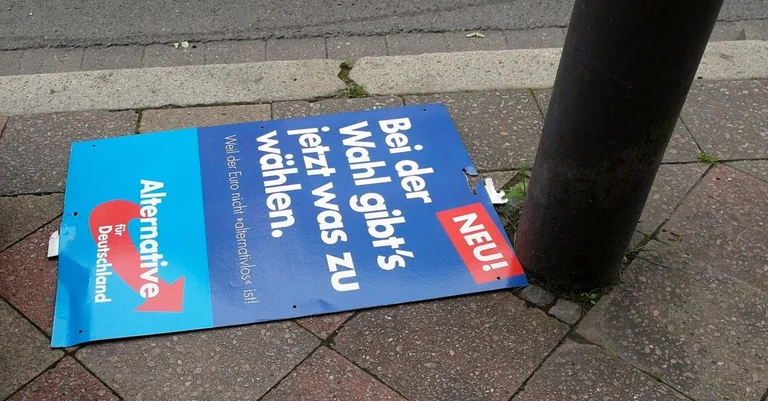 NEU!
Bei der
Wahl gibt's
jetzt was zu
wählen.
Weil der Euro nicht »alternativlos« ist!
Alternative
für
Deutschland